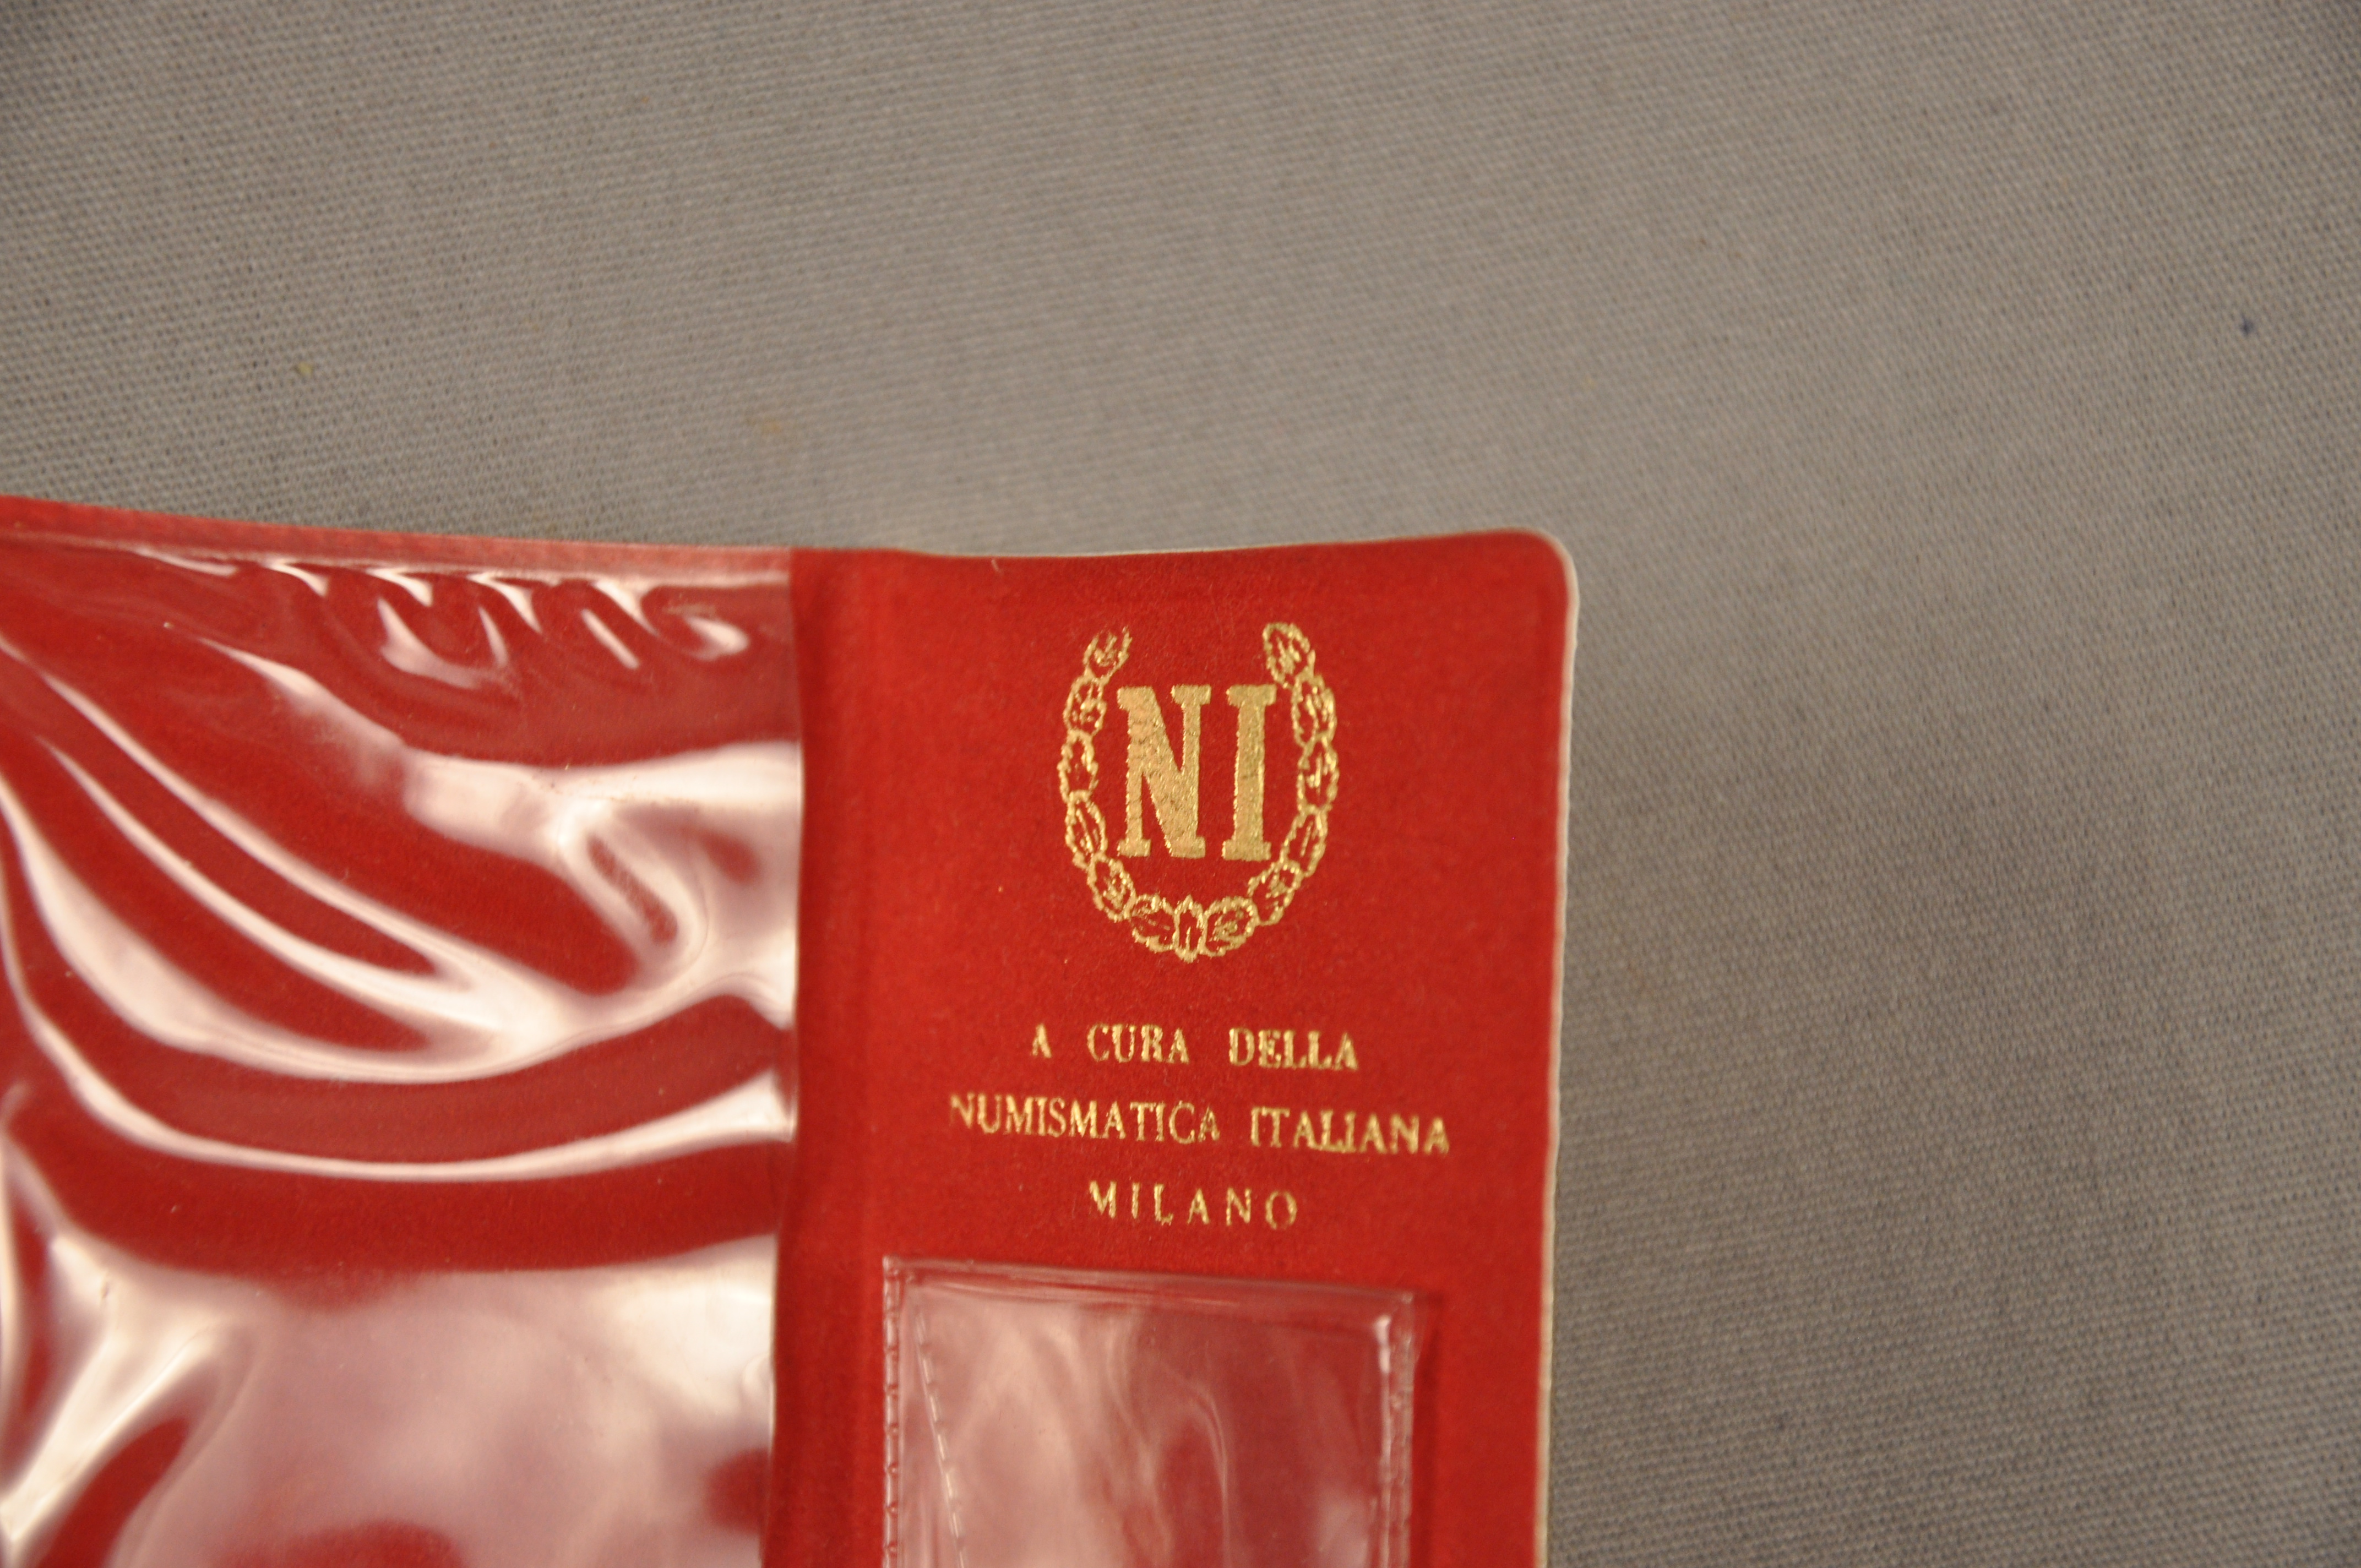 NI
A CURA DELLA
NUMISMATICA ITALIANA
MILANO